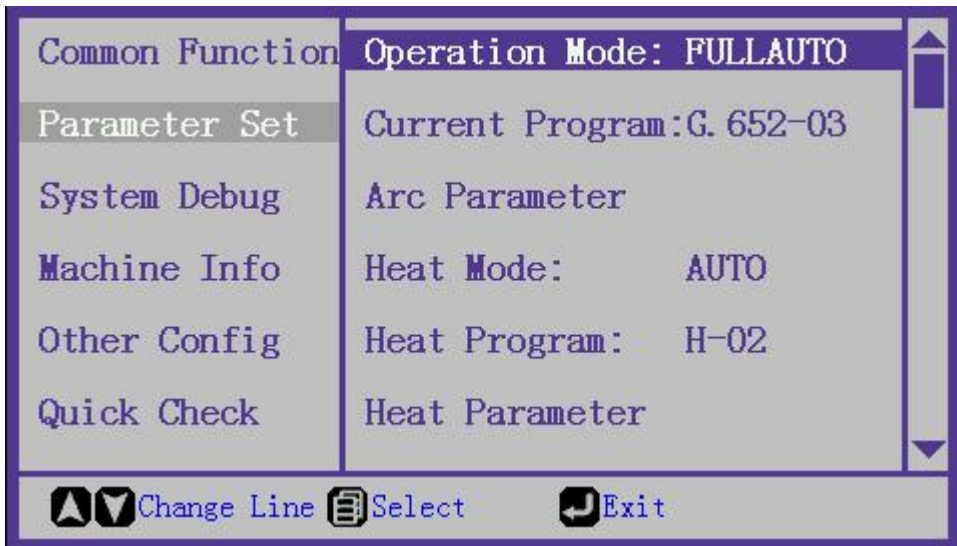 Common Function
Parameter Set
System Debug
Machine Info
Other Config
Quick Check
Operation Mode: FULLAUTO
Current Program:G.652-03
Arc Parameter
Heat Mode: AUTO
Heat Program: H-02
Heat Parameter
Change Line Select Exit